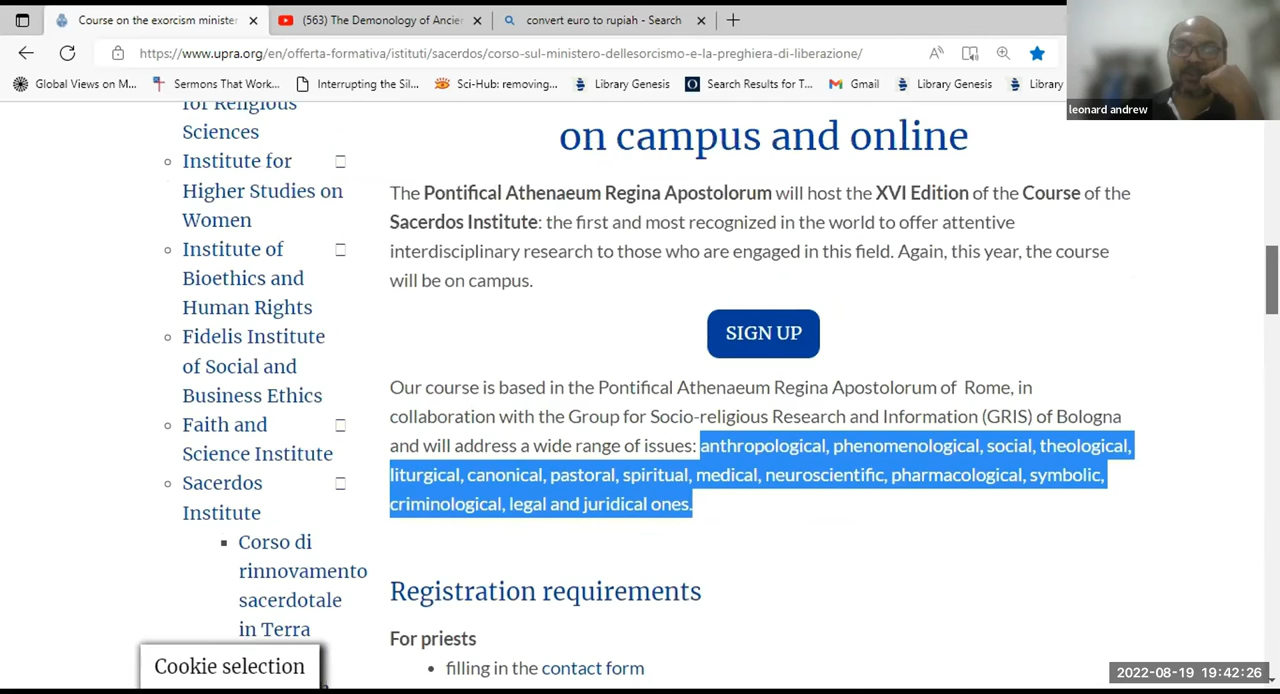 Course on the exorcism minister
(563) The Demonology of Ancien
convert euro to rupiah - Search
https://www.upra.org/en/offerta-formativa/istituti/sacerdos/corso-sul-ministero-dellesorcismo-e-la-preghiera-di-liberazione/
Global Views on M...
Sermons That Work...
Interrupting the Sil...
Sci-Hub: removing...
Library Genesis
Search Results for T...
Gmail
Library Genesis
Library
leonard andrew
for Religious
Sciences
Institute for
Higher Studies on
Women
Institute of
Bioethics and
Human Rights
Fidelis Institute
of Social and
Business Ethics
Faith and
Science Institute
Sacerdos
Institute
Corso di
rinnovamento
sacerdotale
in Terra
Cookie selection
on campus and online
The Pontifical Athenaeum Regina Apostolorum will host the XVI Edition of the Course of the
Sacerdos Institute: the first and most recognized in the world to offer attentive
interdisciplinary research to those who are engaged in this field. Again, this year, the course
will be on campus.
SIGN UP
Our course is based in the Pontifical Athenaeum Regina Apostolorum of Rome, in
collaboration with the Group for Socio-religious Research and Information (GRIS) of Bologna
and will address a wide range of issues: anthropological, phenomenological, social, theological,
liturgical, canonical, pastoral, spiritual, medical, neuroscientific, pharmacological, symbolic,
criminological, legal and juridical ones.
Registration requirements
For priests
filling in the contact form
2022-08-19 19:42:26